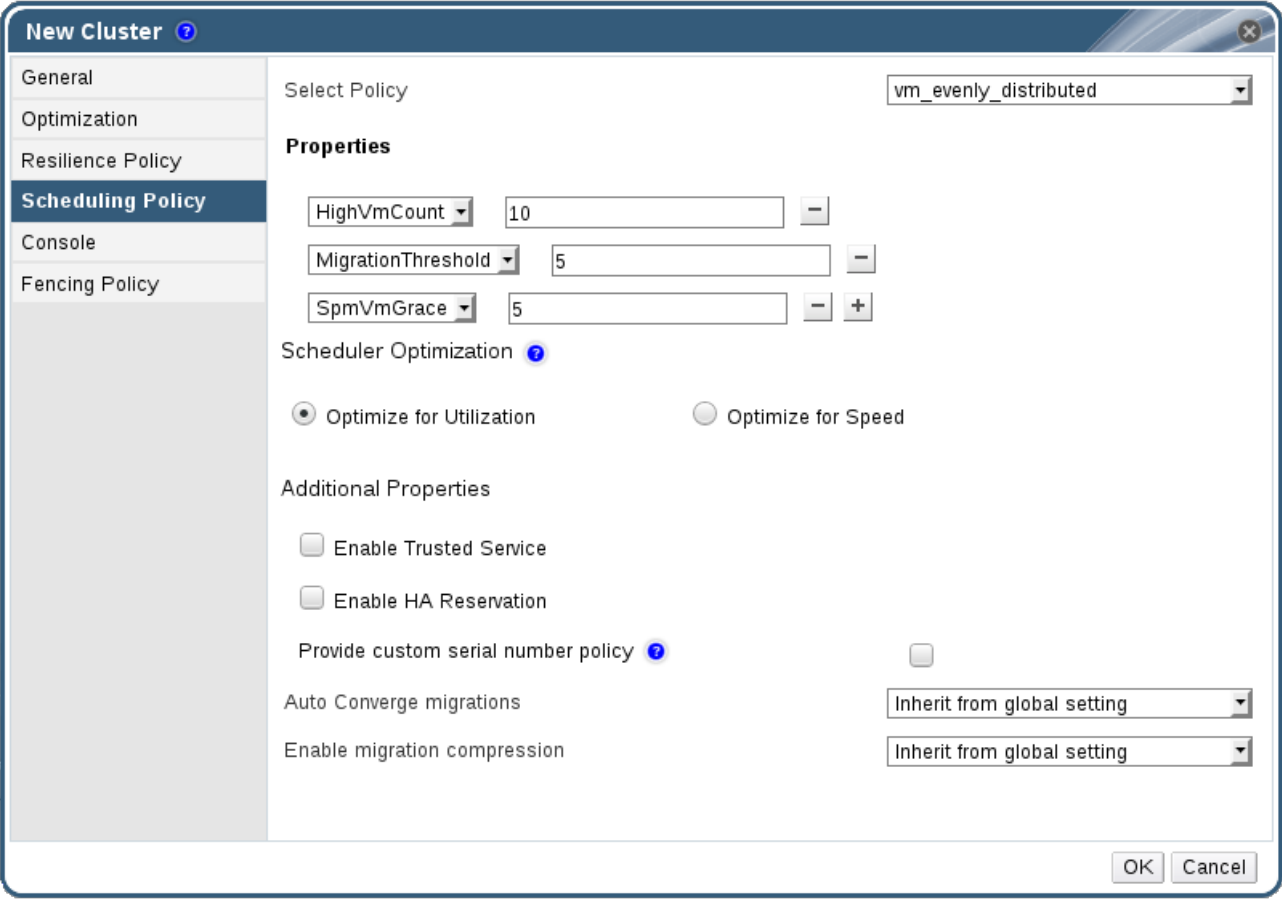 New Cluster ?
General
Optimization
Resilience Policy
Scheduling Policy
Console
Fencing Policy
Select Policy vm_evenly_distributed
Properties
HighVmCount 10 −
MigrationThreshold 5 −
SpmVmGrace 5 − +
Scheduler Optimization ?
Optimize for Utilization Optimize for Speed
Additional Properties
Enable Trusted Service
Enable HA Reservation
Provide custom serial number policy ?
Auto Converge migrations Inherit from global setting
Enable migration compression Inherit from global setting
OK Cancel